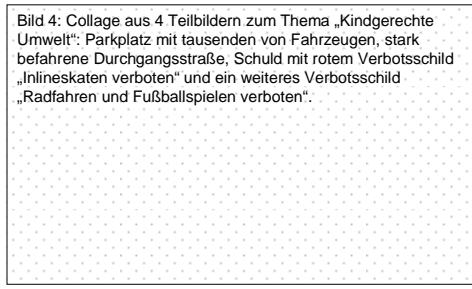 Bild 4: Collage aus 4 Teilbildern zum Thema „Kindgerechte
Umwelt“: Parkplatz mit tausenden von Fahrzeugen, stark
befahrene Durchgangsstraße, Schuld mit rotem Verbotsschild
„Inlineskaten verboten“ und ein weiteres Verbotsschild
„Radfahren und Fußballspielen verboten“.